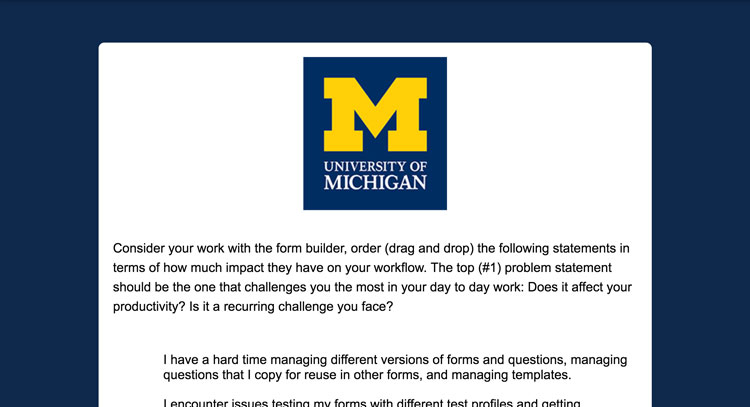 M
UNIVERSITY OF
MICHIGAN
Consider your work with the form builder, order (drag and drop) the following statements in
terms of how much impact they have on your workflow. The top (#1) problem statement
should be the one that challenges you the most in your day to day work: Does it affect your
productivity? Is it a recurring challenge you face?
I have a hard time managing different versions of forms and questions, managing
questions that I copy for reuse in other forms, and managing templates.
I encounter issues testing my forms with different test profiles and getting